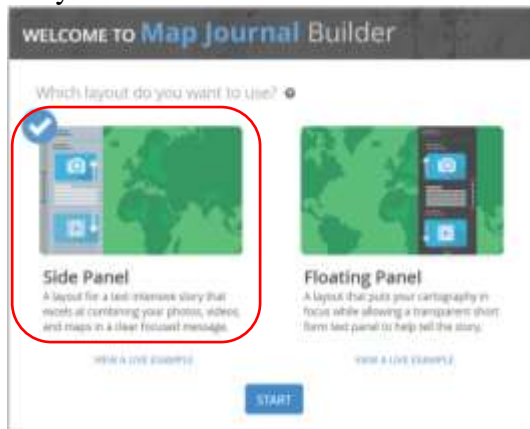 WELCOME TO Map Journal Builder
Which layout do you want to use?
Side Panel
A layout for a text intensive story that
excels at combining your photos, videos,
and maps in a clear focused message.
VIEW A LIVE EXAMPLE
Floating Panel
A layout that puts your cartography in
focus while allowing a transparent short
form text panel to help tell the story.
VIEW A LIVE EXAMPLE
START